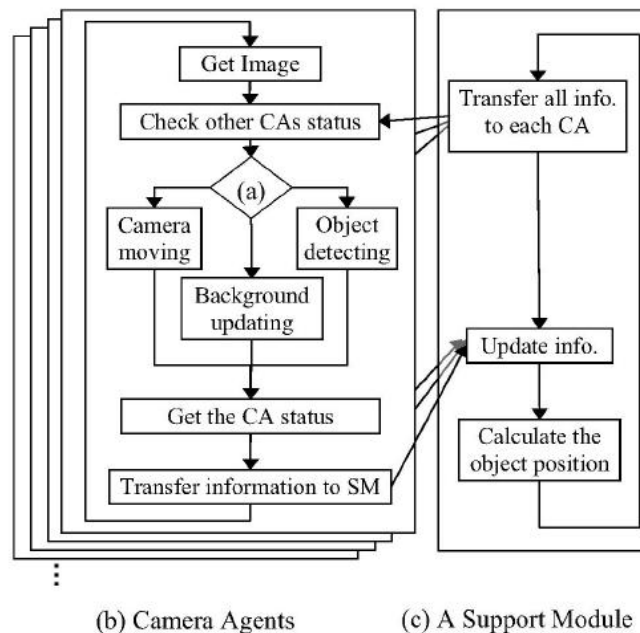 Get Image
Check other CAs status
(a)
Camera
moving
Object
detecting
Background
updating
Get the CA status
Transfer information to SM
Transfer all info.
to each CA
Update info.
Calculate the
object position
(b) Camera Agents
(c) A Support Module